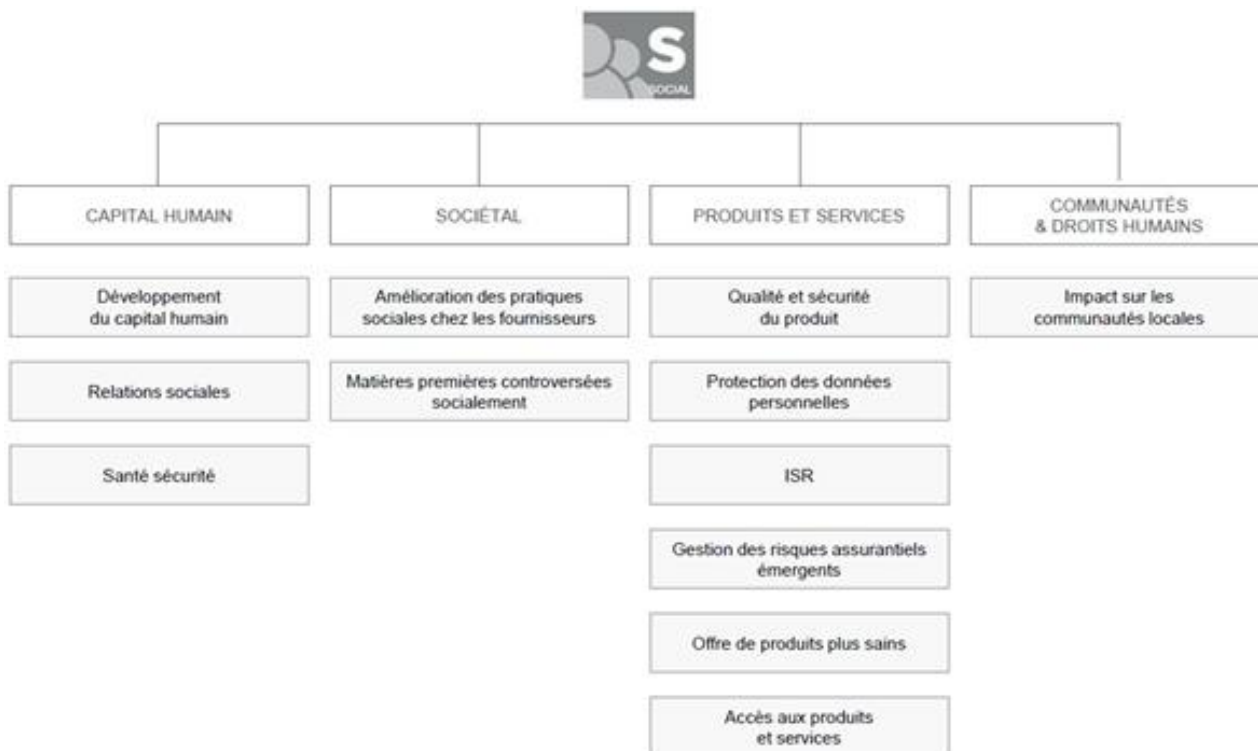 S
SOCIAL
CAPITAL HUMAIN
Développement
du capital humain
Relations sociales
Santé sécurité
SOCIÉTAL
Amélioration des pratiques
sociales chez les fournisseurs
Matières premières controversées
socialement
PRODUITS ET SERVICES
Qualité et sécurité
du produit
Protection des données
personnelles
ISR
Gestion des risques assurantiels
émergents
Offre de produits plus sains
Accès aux produits
et services
COMMUNAUTÉS
& DROITS HUMAINS
Impact sur les
communautés locales